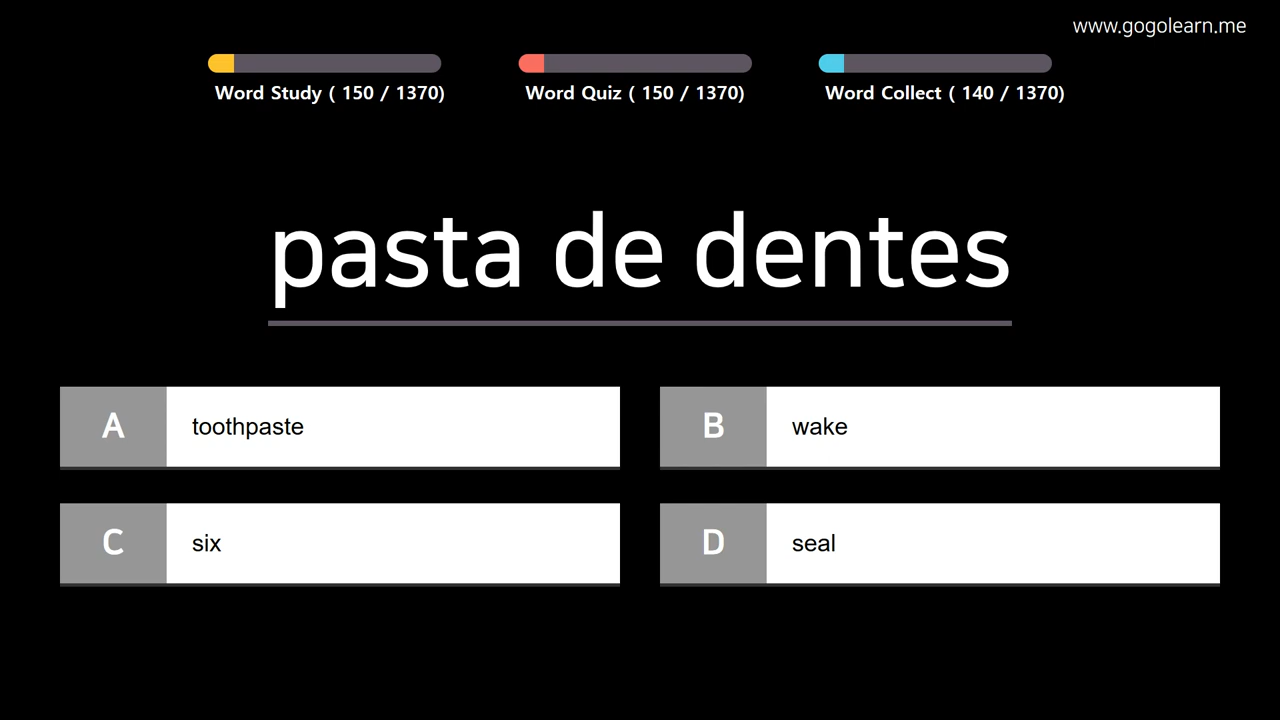 www.gogolearn.me
Word Study ( 150 / 1370)
Word Quiz ( 150 / 1370)
Word Collect ( 140 / 1370)
pasta de dentes
A toothpaste
B wake
C six
D seal